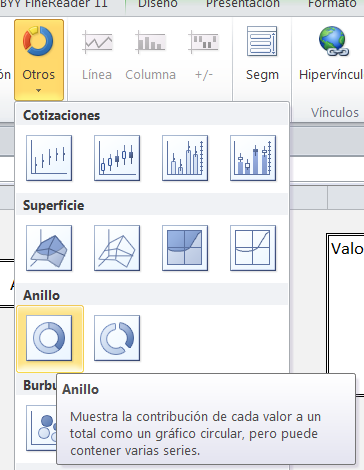 BYY FineReader 11 Diseño Presentación Formato
ón Otros Línea Columna +/- Segm Hipervíncul
Vínculos
Cotizaciones
Superficie
Valo
A
Anillo
Burbu
Anillo
Muestra la contribución de cada valor a un
total como un gráfico circular, pero puede
contener varias series.